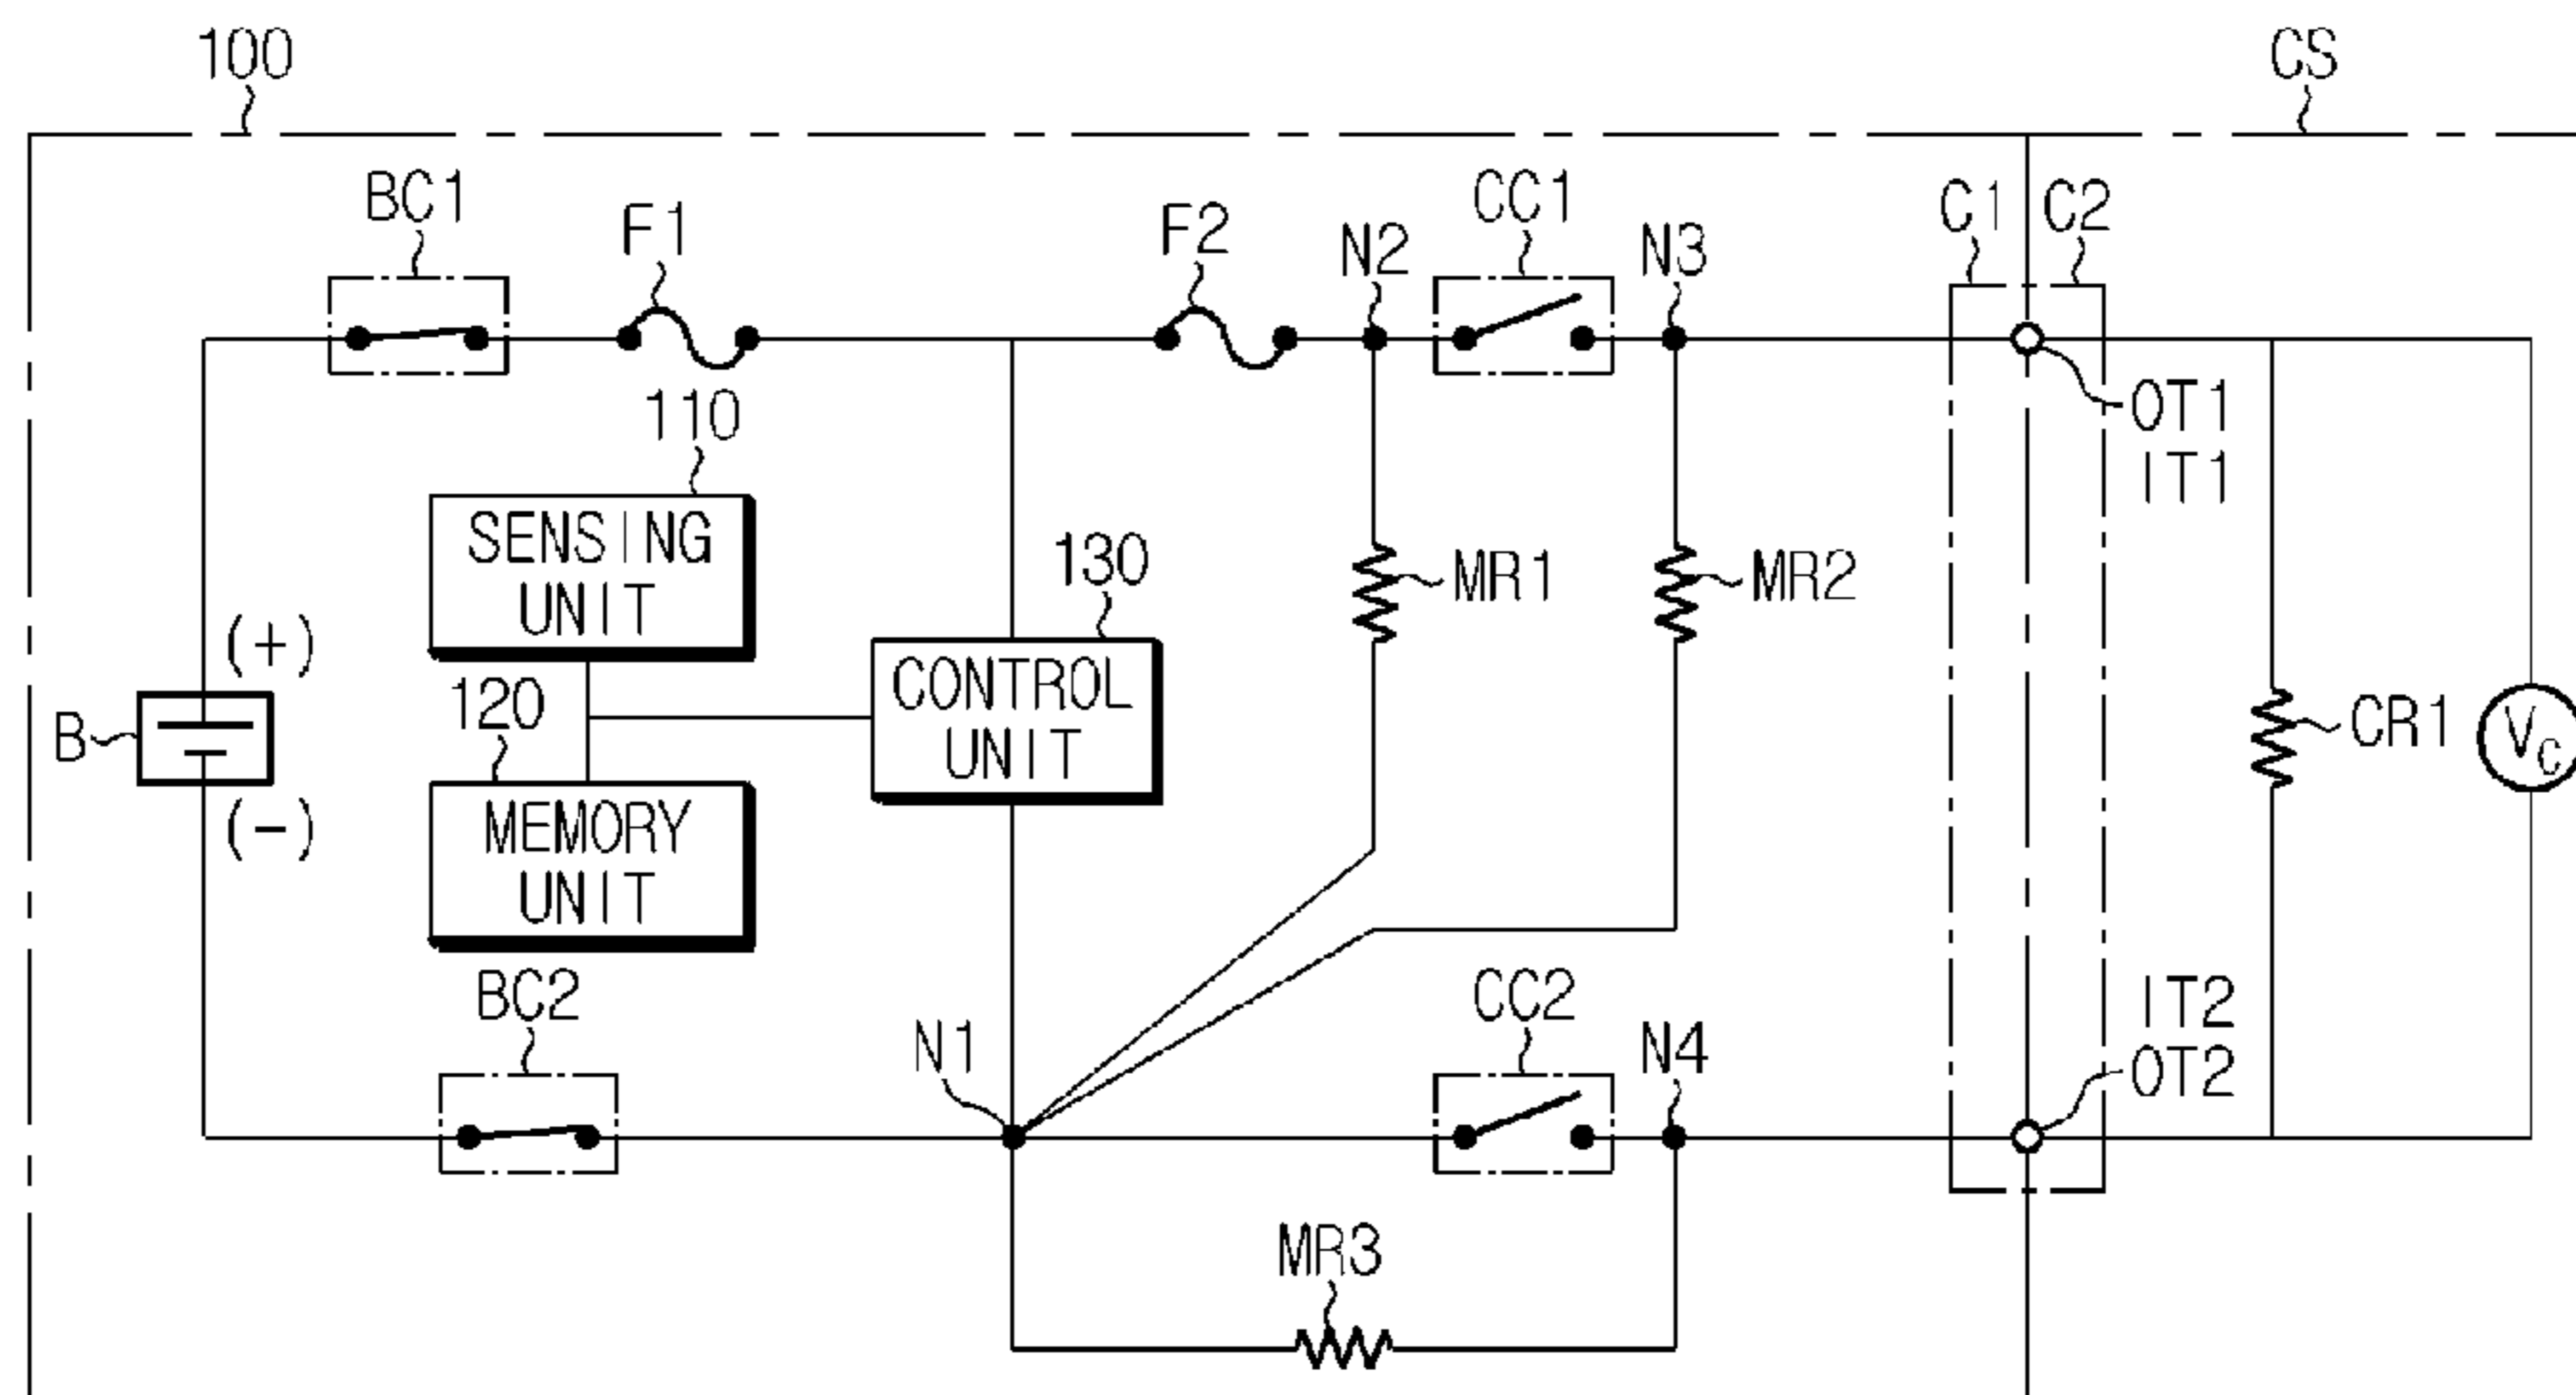 100
CS
BC1
F1
F2
N2
CC1
N3
C1
C2
OT1
IT1
110
SENSING
UNIT
130
CONTROL
UNIT
MR1
MR2
(+)
B
(-)
120
MEMORY
UNIT
CR1
VC
BC2
N1
CC2
N4
IT2
OT2
MR3